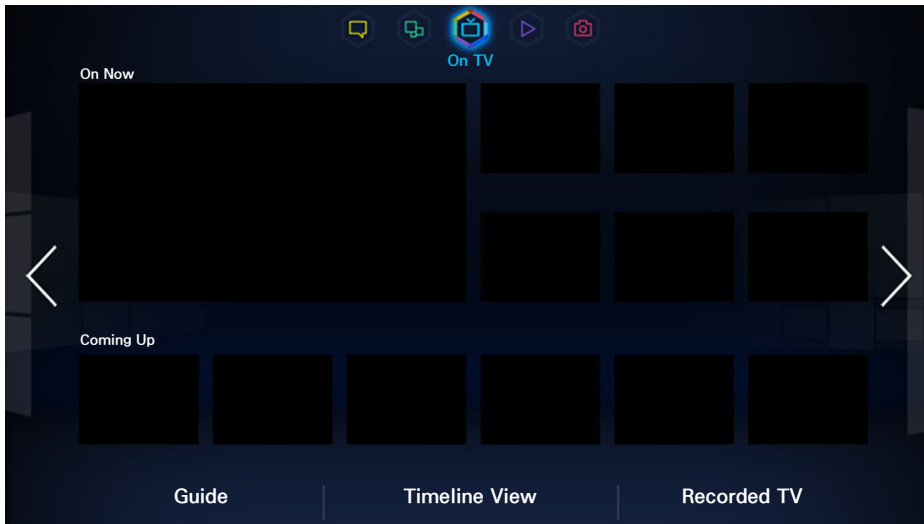 On TV
On Now
Coming Up
Guide
Timeline View
Recorded TV